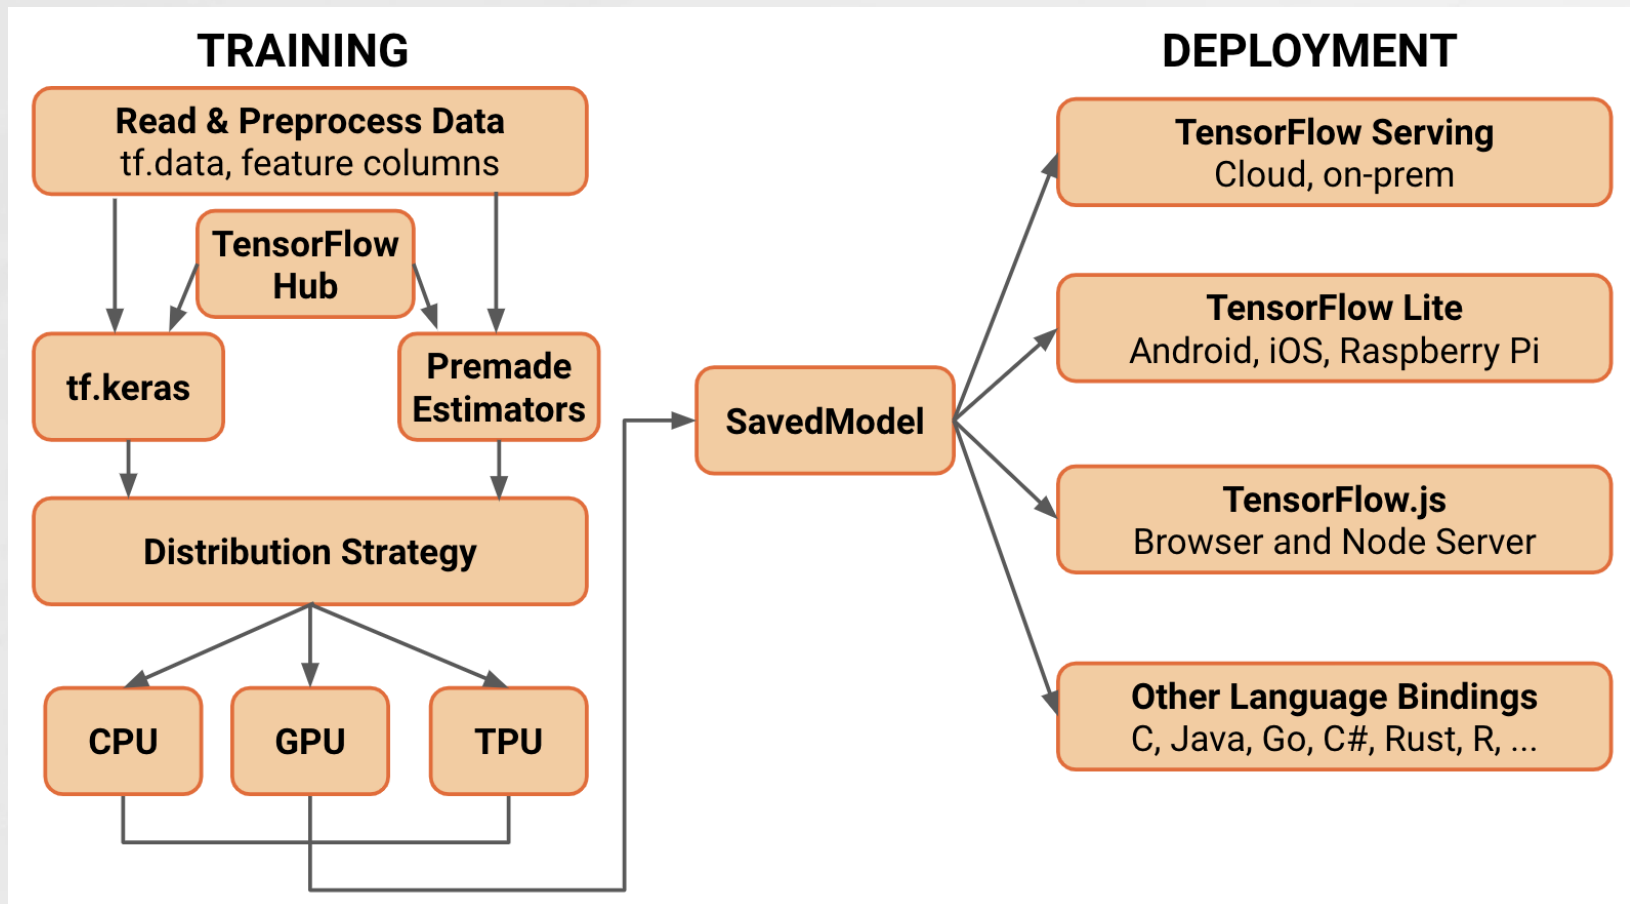 TRAINING
Read & Preprocess Data
tf.data, feature columns
TensorFlow
Hub
tf.keras
Premade
Estimators
Distribution Strategy
CPU
GPU
TPU
SavedModel
DEPLOYMENT
TensorFlow Serving
Cloud, on-prem
TensorFlow Lite
Android, iOS, Raspberry Pi
TensorFlow.js
Browser and Node Server
Other Language Bindings
C, Java, Go, C#, Rust, R, ...